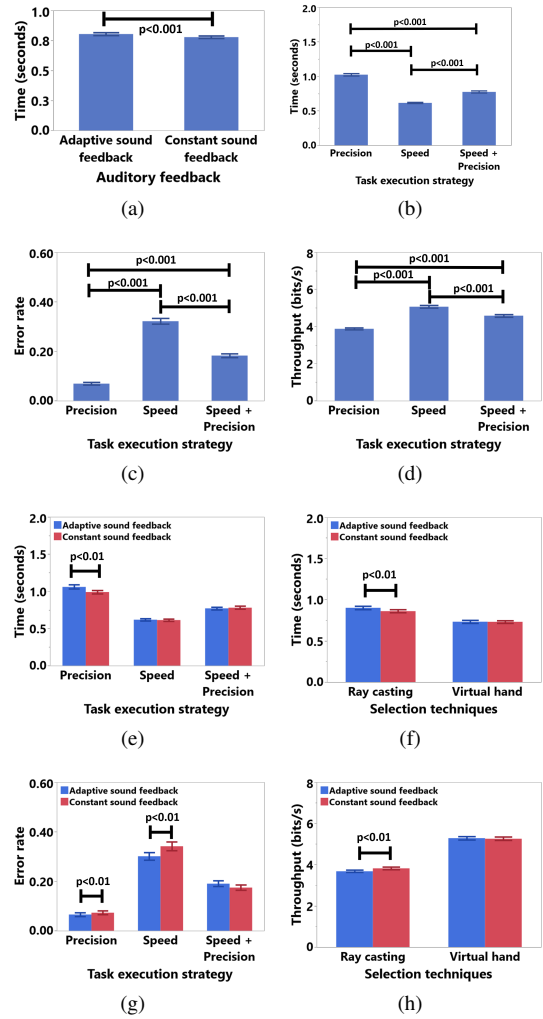 1.0
0.8
0.5
0.3
0.0
Time (seconds)
p<0.001
Adaptive sound feedback
Constant sound feedback
Auditory feedback
(a)
2.0
1.5
1.0
0.5
0.0
Time (seconds)
p<0.001
p<0.001
p<0.001
Precision
Speed
Speed + Precision
Task execution strategy
(b)
0.60
0.40
0.20
0.00
Error rate
p<0.001
p<0.001
p<0.001
Precision
Speed
Speed + Precision
Task execution strategy
(c)
8
6
4
2
0
Throughput (bits/s)
p<0.001
p<0.001
p<0.001
Precision
Speed
Speed + Precision
Task execution strategy
(d)
2.0
1.5
1.0
0.5
0.0
Time (seconds)
Adaptive sound feedback
Constant sound feedback
p<0.01
Precision
Speed
Speed + Precision
Task execution strategy
(e)
2.0
1.5
1.0
0.5
0.0
Time (seconds)
Adaptive sound feedback
Constant sound feedback
p<0.01
Ray casting
Virtual hand
Selection techniques
(f)
0.60
0.40
0.20
0.00
Error rate
Adaptive sound feedback
Constant sound feedback
p<0.01
p<0.01
Precision
Speed
Speed + Precision
Task execution strategy
(g)
8
6
4
2
0
Throughput (bits/s)
Adaptive sound feedback
Constant sound feedback
p<0.01
Ray casting
Virtual hand
Selection techniques
(h)